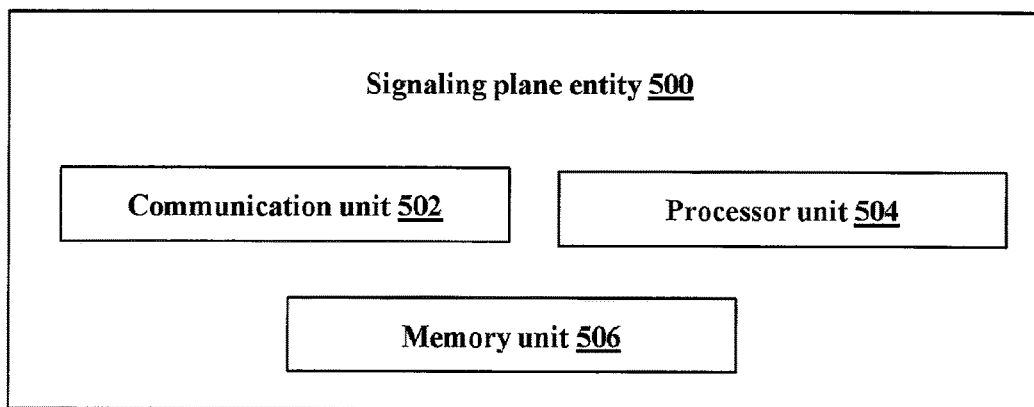 Signaling plane entity 500
Communication unit 502
Processor unit 504
Memory unit 506